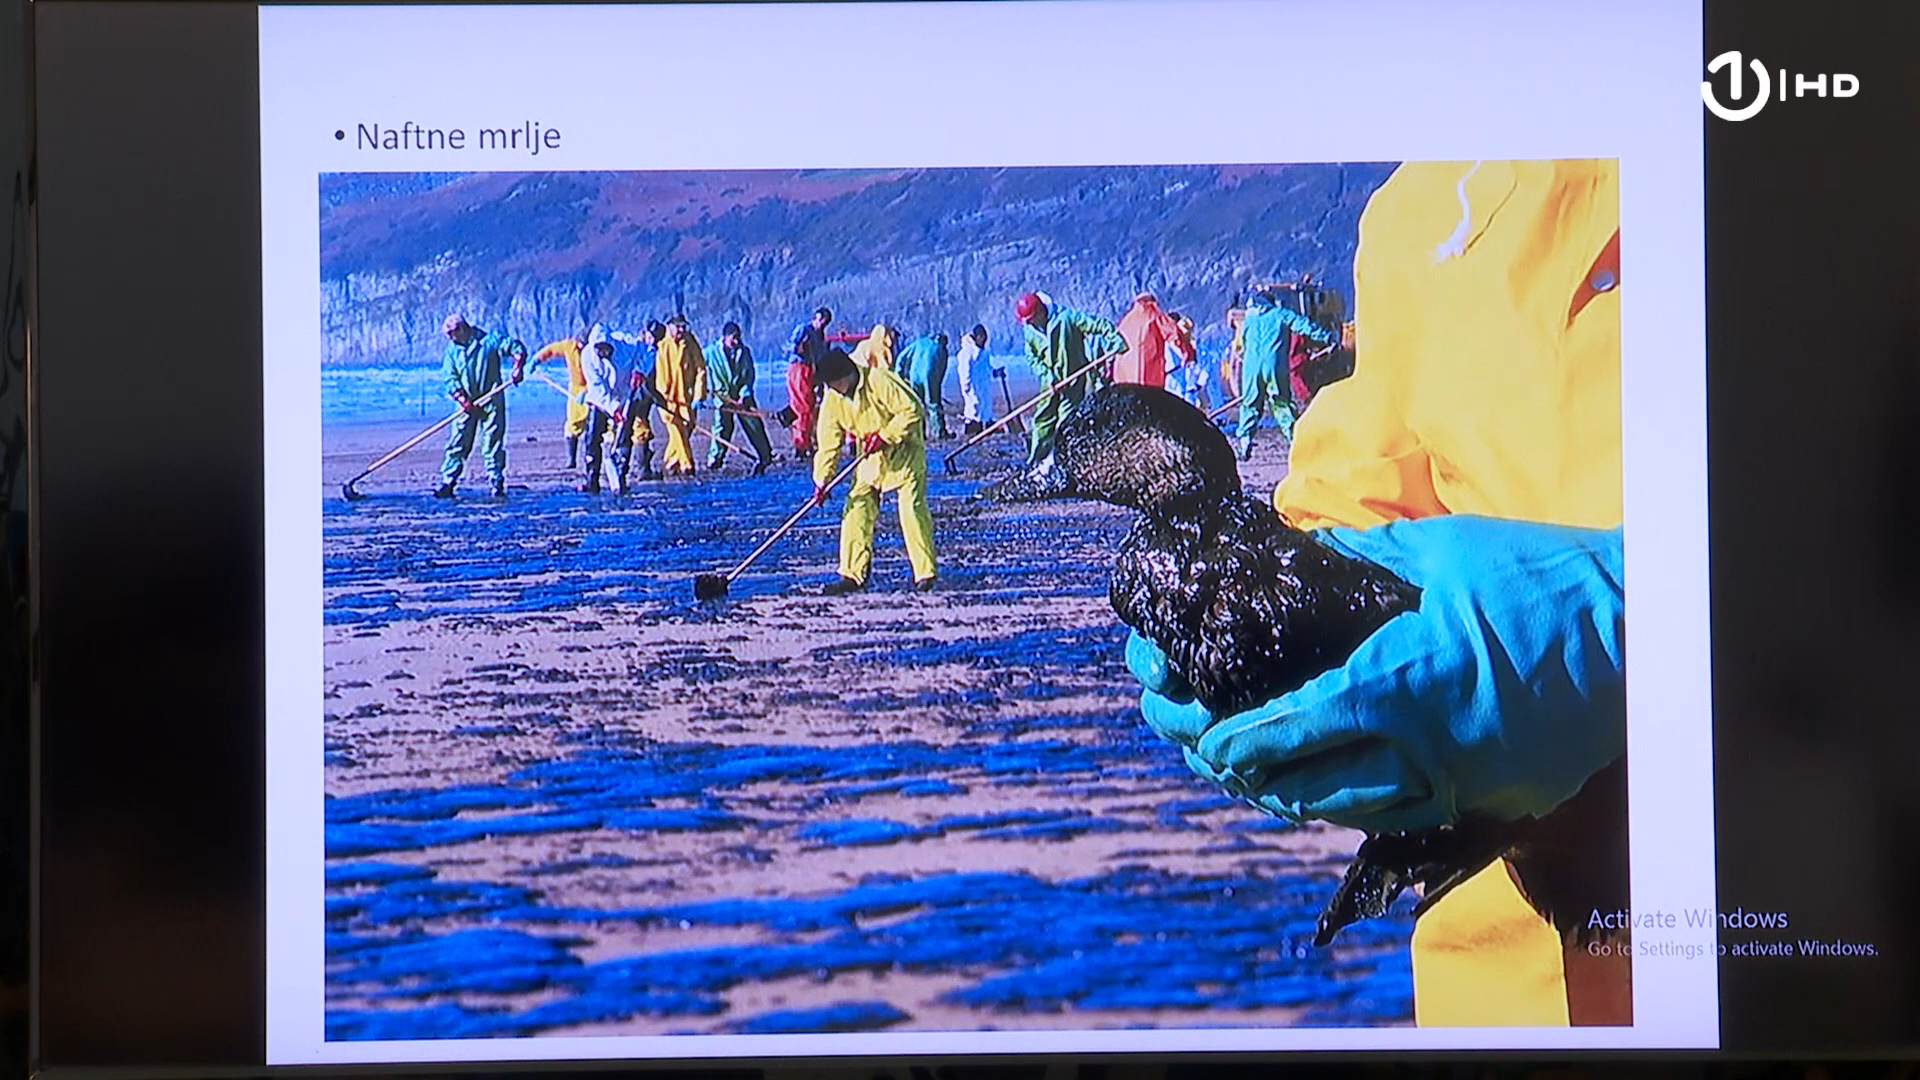 1 | HD
• Naftne mrlje
Activate Windows
Go to Settings to activate Windows.